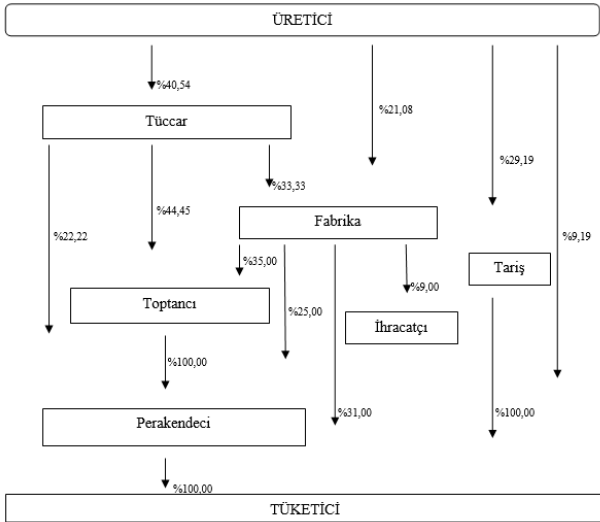 ÜRETİCİ
%40,54
%21,08
Tüccar
%29,19
%33,33
%44,45
Fabrika
%22,22
%9,19
%35,00
Tariş
%9,00
Toptancı
%25,00
İhracatçı
%100,00
%31,00
%100,00
Perakendeci
%100,00
TÜKETİCİ